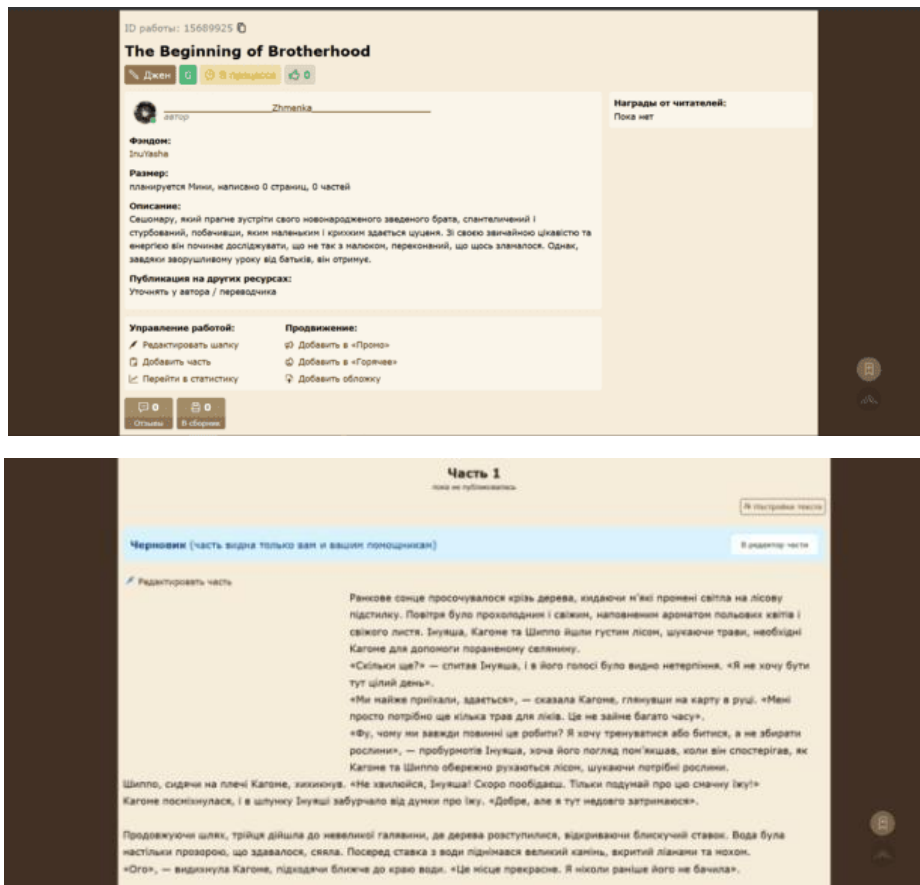 ID работы: 15689925
The Beginning of Brotherhood
Джен G В процессе 0
Zhmenka
автор
Награды от читателей:
Пока нет
Фэндом:
InuYasha
Размер:
планируется Мини, написано 0 страниц, 0 частей
Описание:
Сешомару, який прагне зустріти свого новонародженого зведеного брата, спантеличений і
стурбований, побачивши, яким маленьким і крихким здається цуценя. Зі своєю звичайною цікавістю та
енергією він починає досліджувати, що не так з малюком, переконаний, що щось зламалося. Однак,
завдяки зворушливому уроку від батьків, він отримує.
Публикация на других ресурсах:
Уточнять у автора / переводчика
Управление работой:
Редактировать шапку
Добавить часть
Перейти в статистику
Продвижение:
Добавить в «Промо»
Добавить в «Горячее»
Добавить обложку
0
Отзывы
0
В сборник
Часть 1
пока не публиковалась
Настройка текста
Черновик (часть видна только вам и вашим помощникам)
В редактор части
Редактировать часть
Ранкове сонце просочувалося крізь дерева, кидаючи м'які промені світла на лісову
підстилку. Повітря було прохолодним і свіжим, наповненим ароматом польових квітів і
свіжого листя. Інуяша, Кагоме та Шиппо йшли густим лісом, шукаючи трави, необхідні
Кагоме для допомоги пораненому селянину.
«Скільки ще?» — спитав Інуяша, і в його голосі було видно нетерпіння. «Я не хочу бути
тут цілий день».
«Ми майже приїхали, здається», — сказала Кагоме, глянувши на карту в руці. «Мені
просто потрібно ще кілька трав для ліків. Це не займе багато часу».
«Фу, чому ми завжди повинні це робити? Я хочу тренуватися або битися, а не збирати
рослини», — пробурмотів Інуяша, хоча його погляд пом'якшав, коли він спостерігав, як
Кагоме та Шиппо обережно рухаються лісом, шукаючи потрібні рослини.
Шиппо, сидячи на плечі Кагоме, хихикнув. «Не хвилюйся, Інуяша! Скоро пообідаєш. Тільки подумай про цю смачну їжу!»
Кагоме посміхнулася, і в шлунку Інуяші забурчало від думки про їжу. «Добре, але я тут недовго затримаюся».
Продовжуючи шлях, трійця дійшла до невеликої галявини, де дерева розступилися, відкриваючи блискучий ставок. Вода була
настільки прозорою, що здавалося, сяяла. Посеред ставка з води піднімався великий камінь, вкритий ліанами та мохом.
«Ого», — видихнула Кагоме, підходячи ближче до краю води. «Це місце прекрасне. Я ніколи раніше його не бачила».